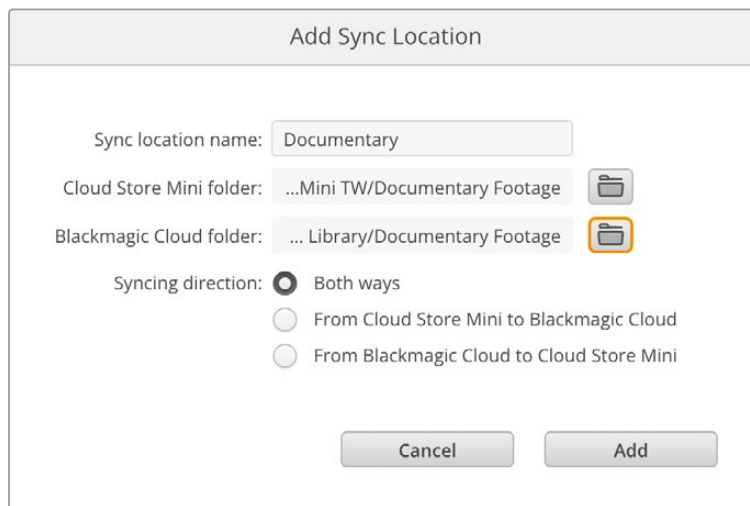 Add Sync Location
Sync location name: Documentary
Cloud Store Mini folder: ...Mini TW/Documentary Footage
Blackmagic Cloud folder: ... Library/Documentary Footage
Syncing direction: Both ways
From Cloud Store Mini to Blackmagic Cloud
From Blackmagic Cloud to Cloud Store Mini
Cancel Add